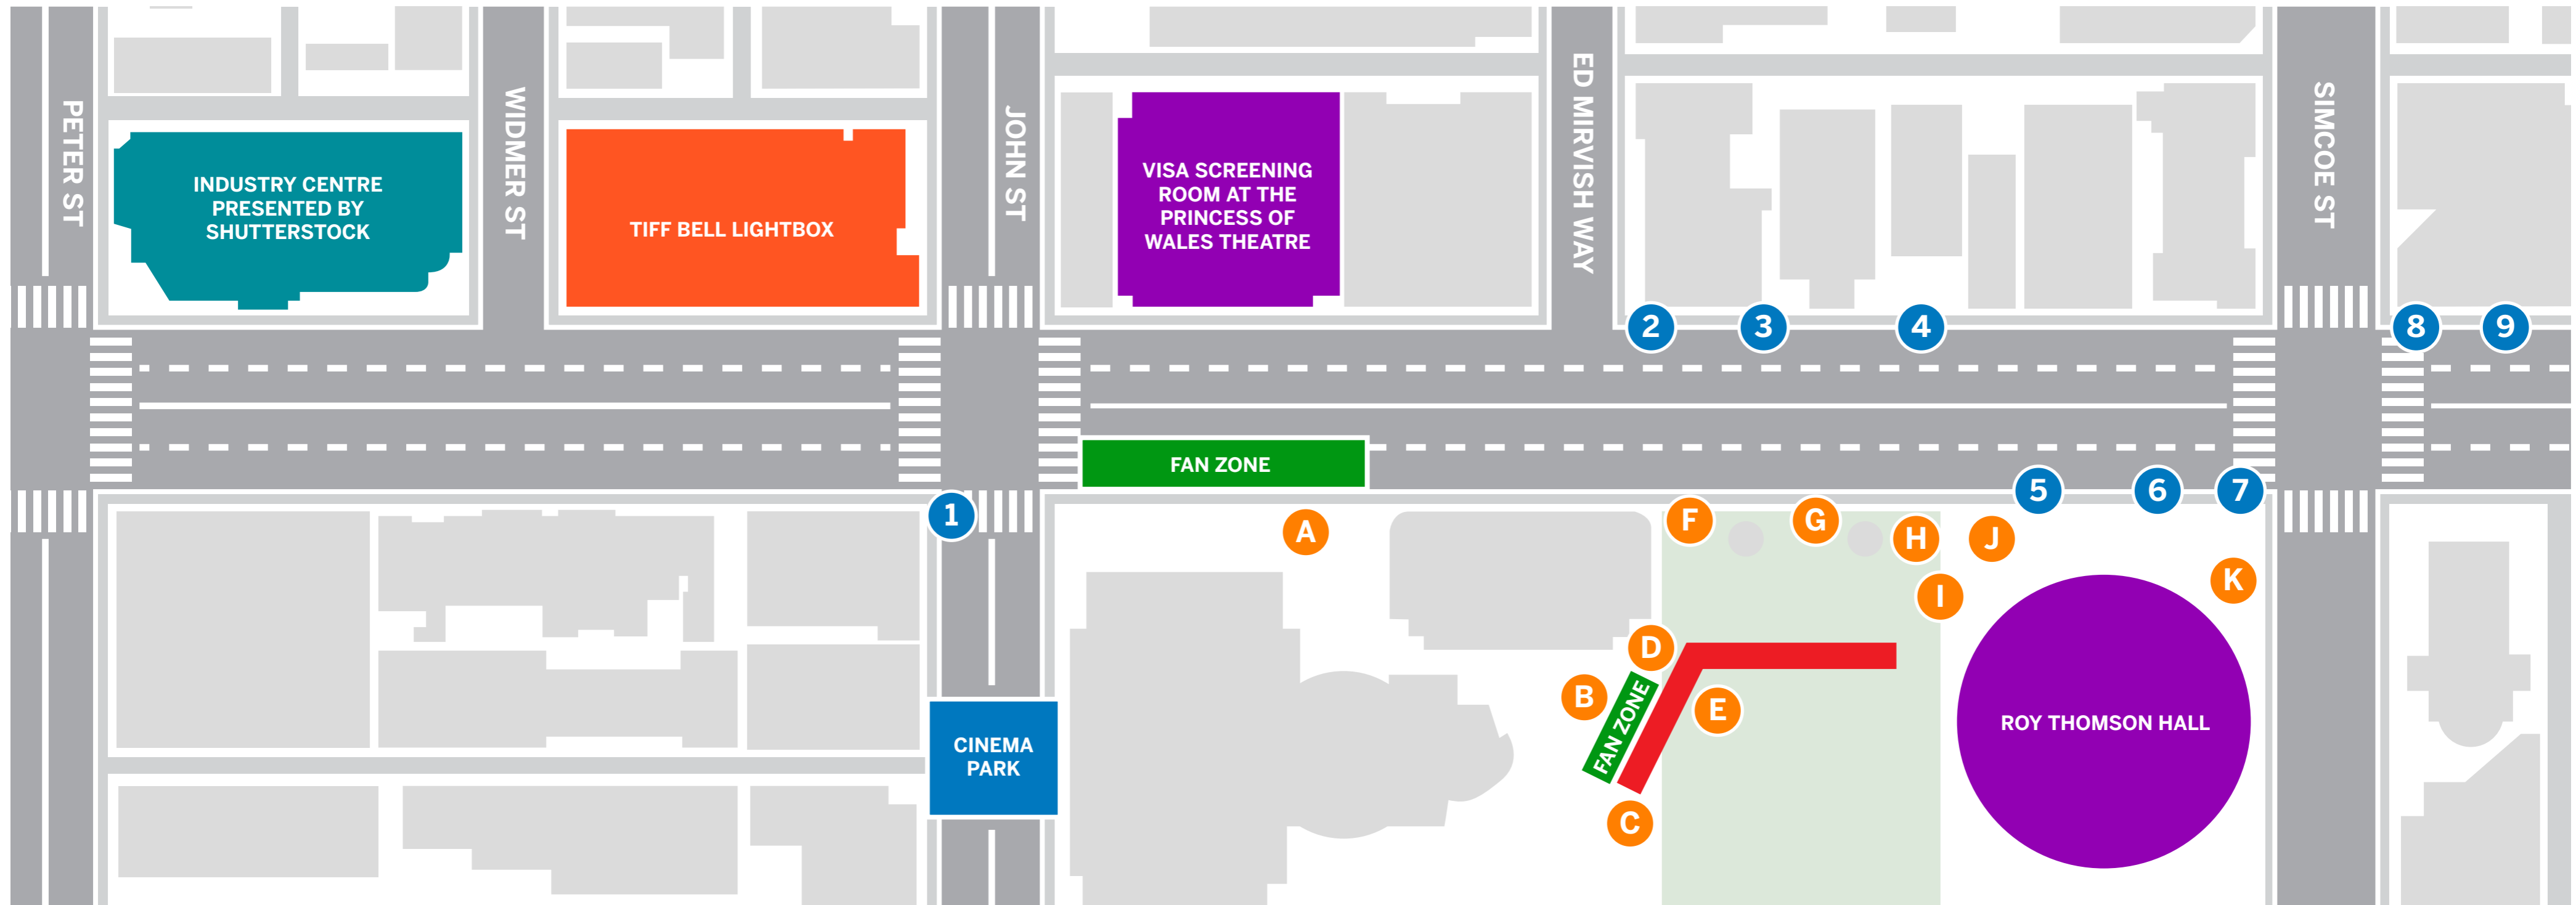 PETER ST
WIDMER ST
JOHN ST
ED MIRVISH WAY
SIMCOE ST
INDUSTRY CENTRE
PRESENTED BY
SHUTTERSTOCK
TIFF BELL LIGHTBOX
VISA SCREENING
ROOM AT THE
PRINCESS OF
WALES THEATRE
2
3
4
8
9
FAN ZONE
1
5
6
7
A
F
G
H
J
I
K
D
B
E
FAN ZONE
C
CINEMA
PARK
ROY THOMSON HALL